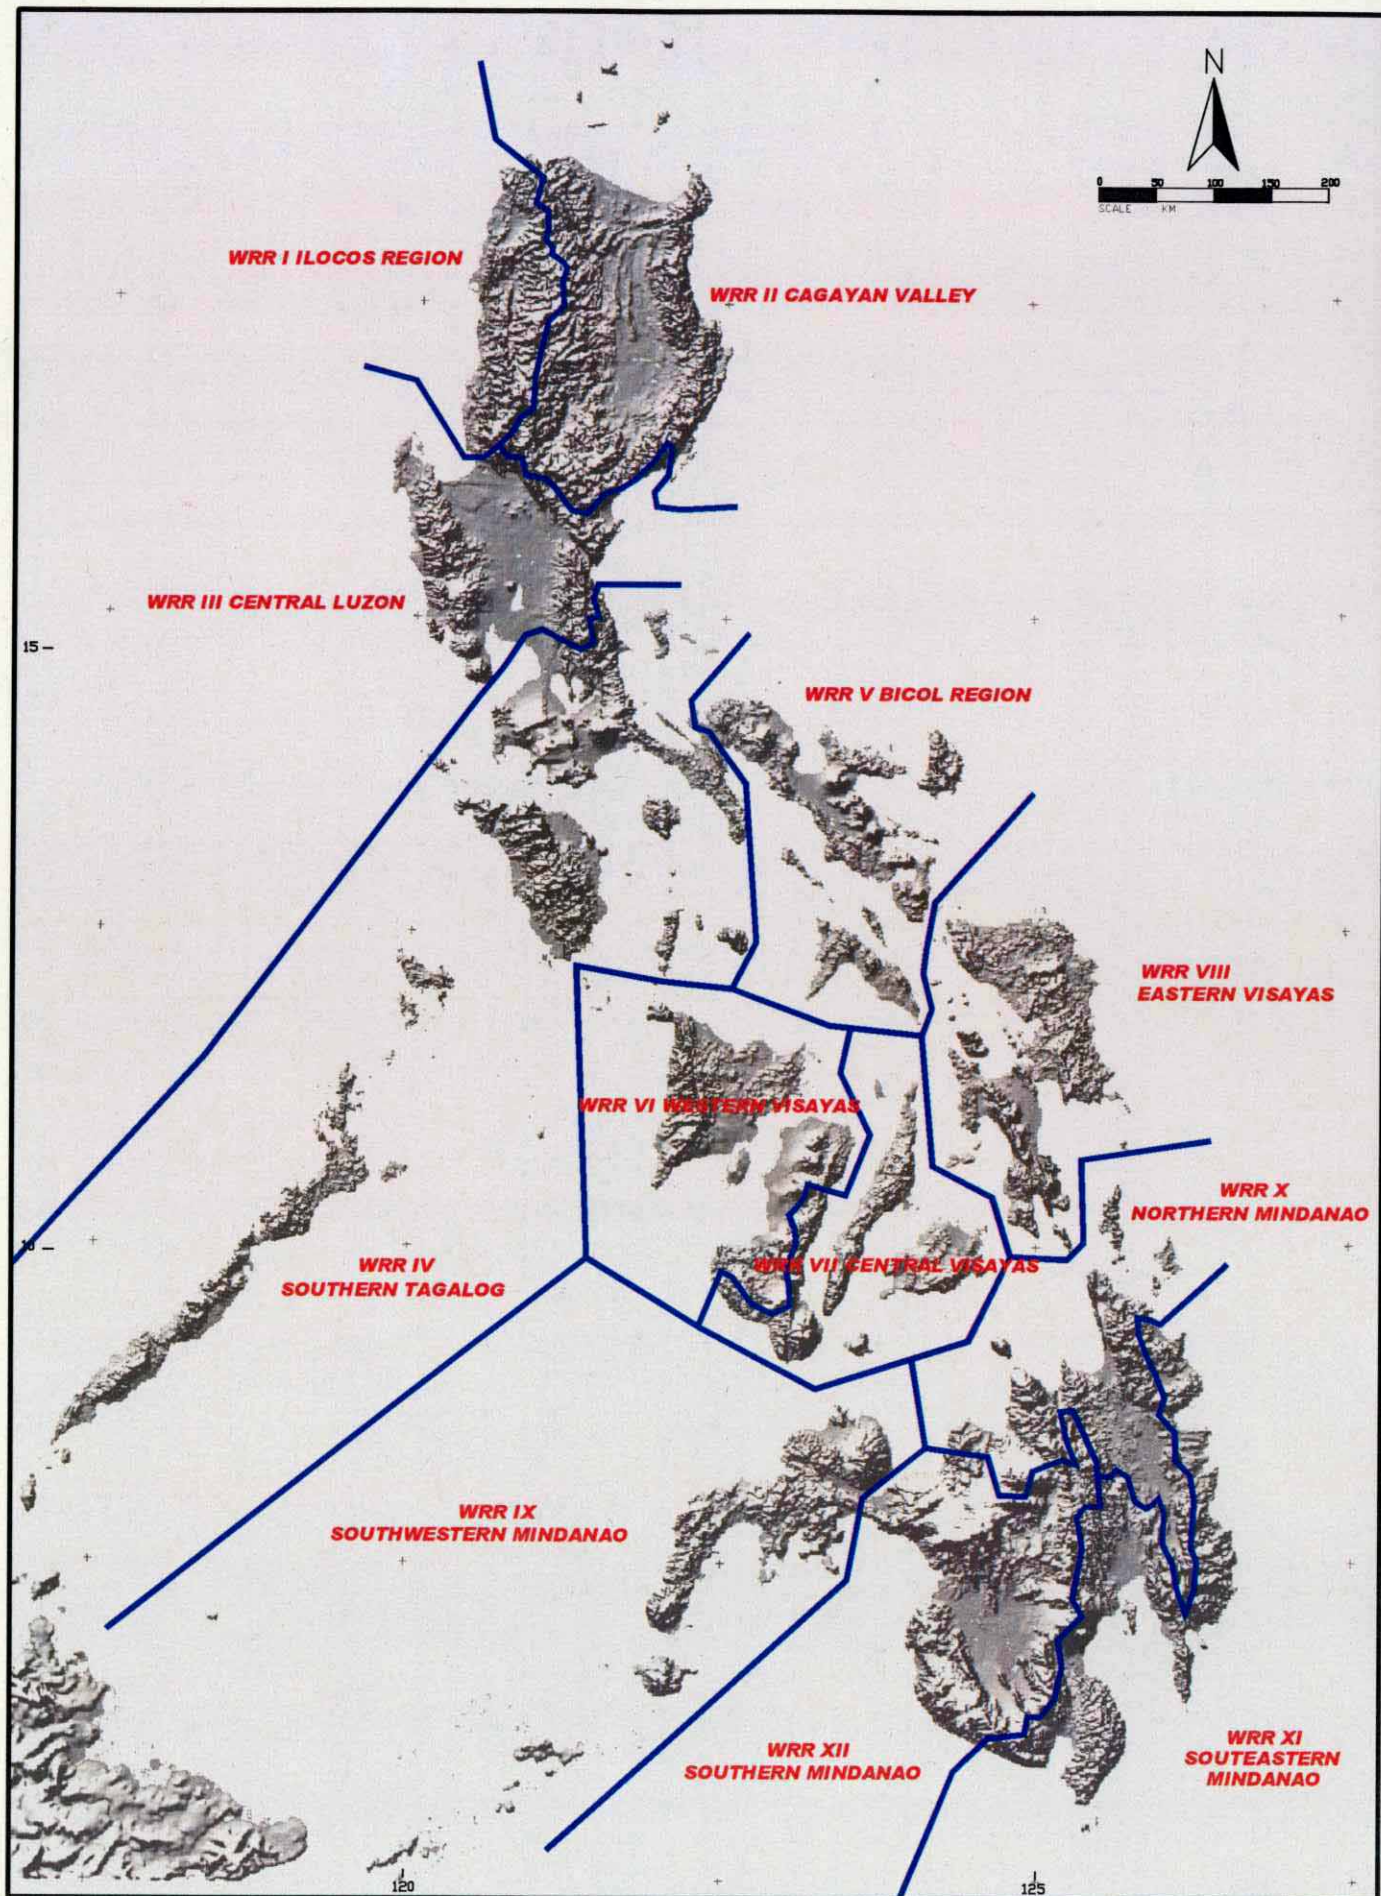 N
0 50 100 150 200
SCALE KM
WRR I ILOCOS REGION
WRR II CAGAYAN VALLEY
WRR III CENTRAL LUZON
15
WRR V BICOL REGION
WRR VIII
EASTERN VISAYAS
WRR VI WESTERN VISAYAS
WRR X
NORTHERN MINDANAO
10
WRR IV
SOUTHERN TAGALOG
WRR VII CENTRAL VISAYAS
WRR IX
SOUTHWESTERN MINDANAO
WRR XII
SOUTHERN MINDANAO
WRR XI
SOUTEASTERN
MINDANAO
120
125